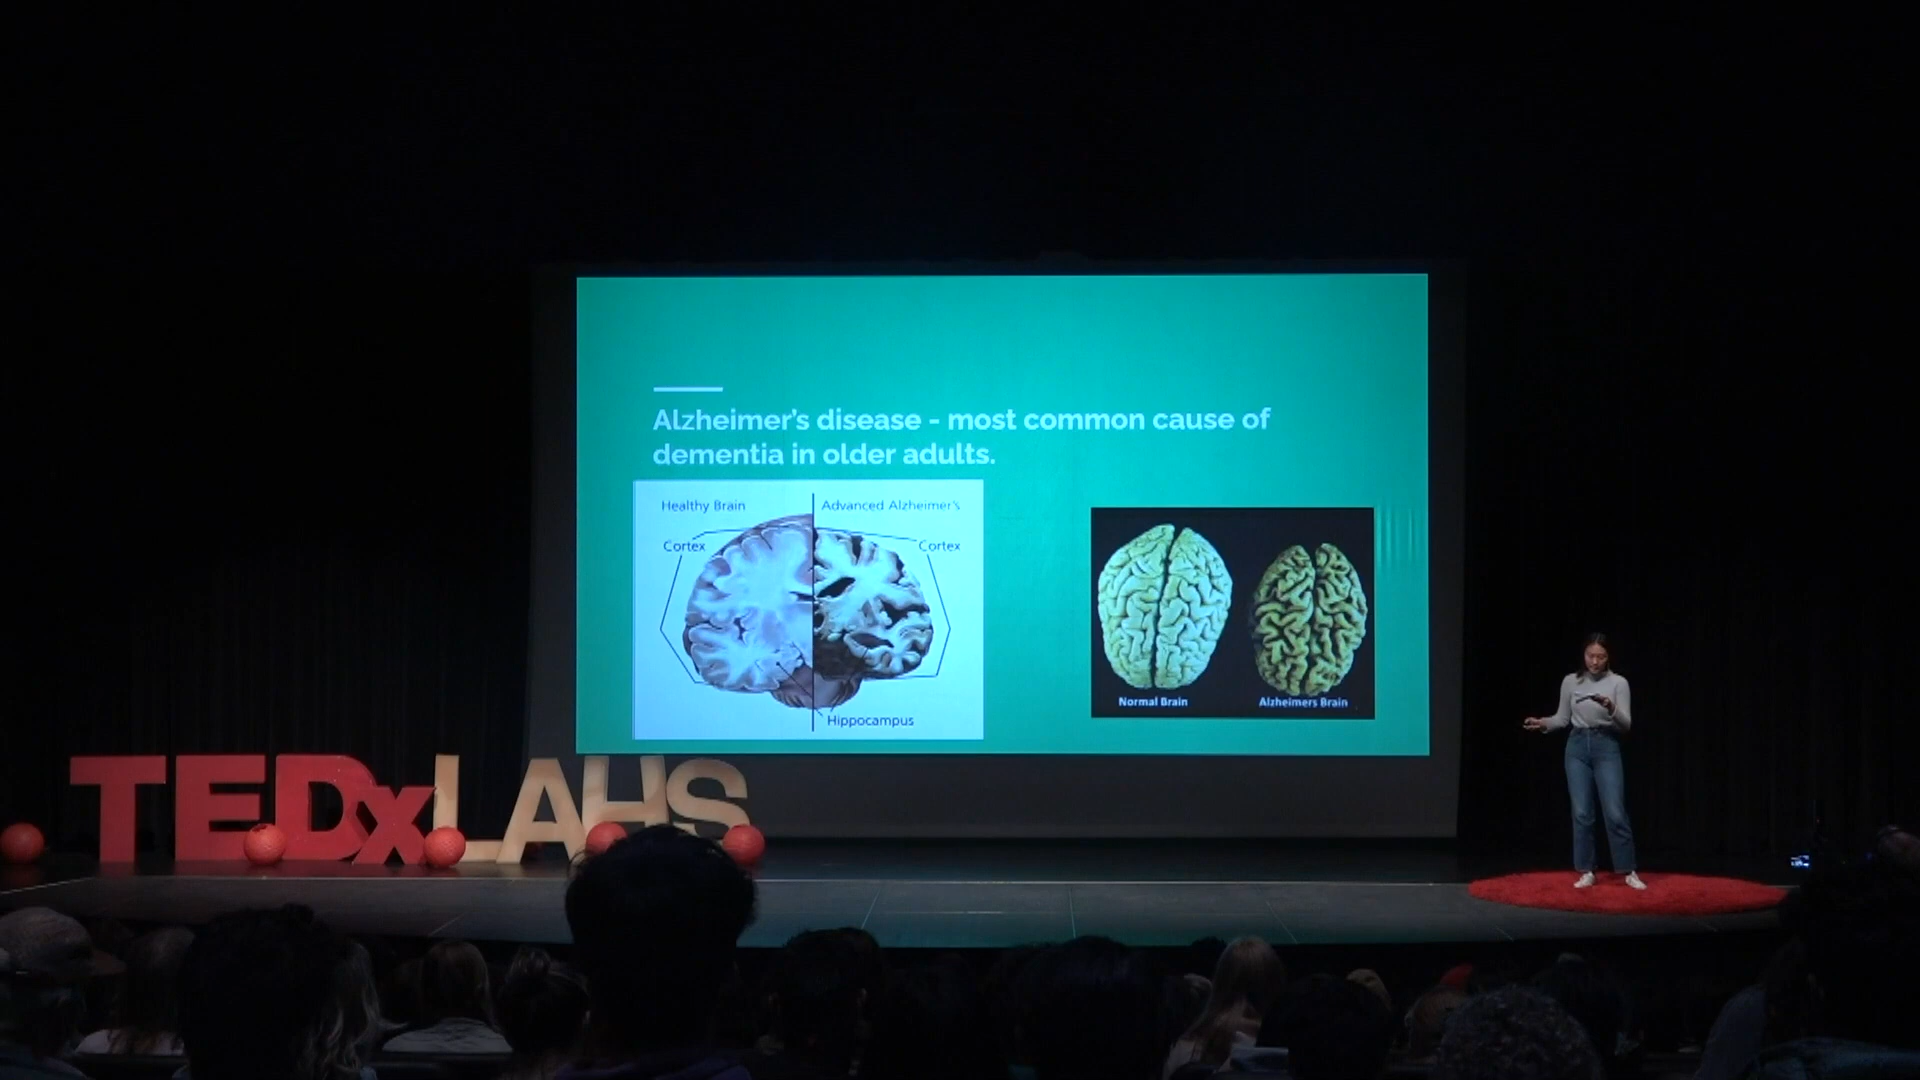 Alzheimer's disease - most common cause of
dementia in older adults.
Healthy Brain
Advanced Alzheimer's
Cortex
Cortex
Hippocampus
Normal Brain
Alzheimers Brain
TEDxLAHS